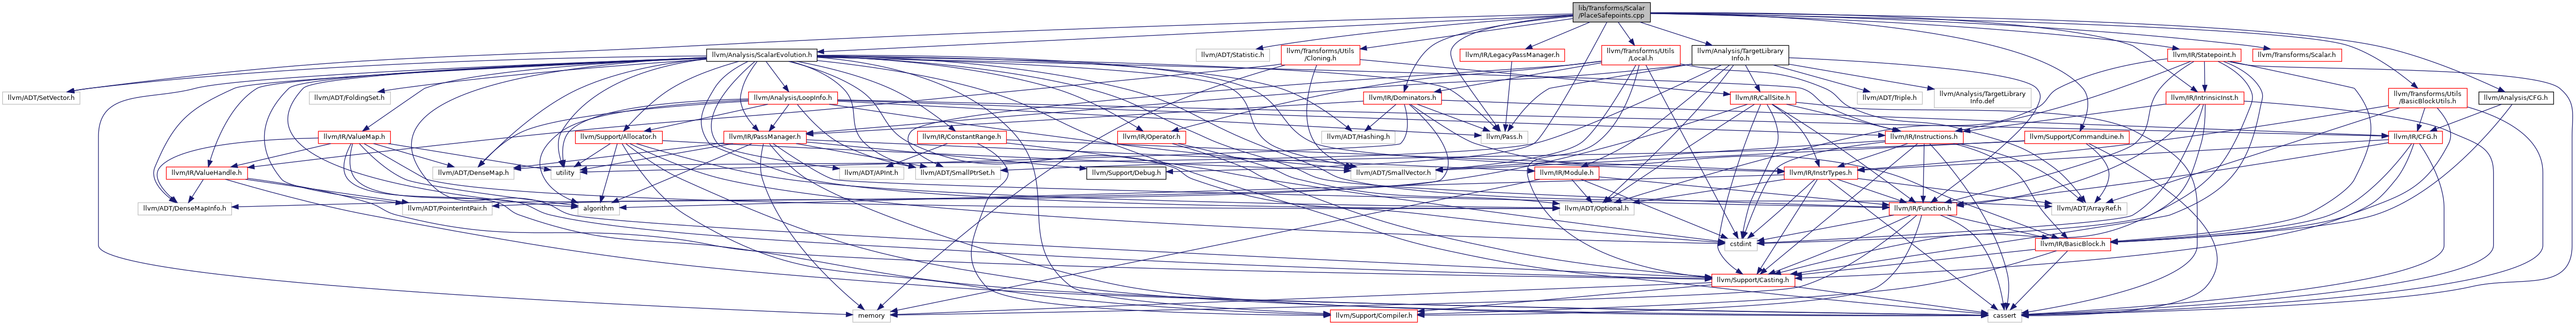 lib/Transforms/Scalar
/PlaceSafepoints.cpp
llvm/Analysis/ScalarEvolution.h
llvm/ADT/Statistic.h
llvm/Transforms/Utils
/Cloning.h
llvm/IR/LegacyPassManager.h
llvm/Transforms/Utils
/Local.h
llvm/Analysis/TargetLibrary
Info.h
llvm/IR/Statepoint.h
llvm/Transforms/Scalar.h
llvm/ADT/SetVector.h
llvm/ADT/FoldingSet.h
llvm/Analysis/LoopInfo.h
llvm/IR/Dominators.h
llvm/IR/CallSite.h
llvm/ADT/Triple.h
llvm/Analysis/TargetLibrary
Info.def
llvm/IR/IntrinsicInst.h
llvm/Transforms/Utils
/BasicBlockUtils.h
llvm/Analysis/CFG.h
llvm/IR/ValueMap.h
llvm/Support/Allocator.h
llvm/IR/PassManager.h
llvm/IR/ConstantRange.h
llvm/IR/Operator.h
llvm/ADT/Hashing.h
llvm/Pass.h
llvm/IR/Instructions.h
llvm/Support/CommandLine.h
llvm/IR/CFG.h
llvm/IR/ValueHandle.h
llvm/ADT/DenseMap.h
utility
llvm/ADT/APInt.h
llvm/ADT/SmallPtrSet.h
llvm/Support/Debug.h
llvm/ADT/SmallVector.h
llvm/IR/Module.h
llvm/IR/InstrTypes.h
llvm/ADT/DenseMapInfo.h
llvm/ADT/PointerIntPair.h
algorithm
llvm/ADT/Optional.h
llvm/IR/Function.h
llvm/ADT/ArrayRef.h
cstdint
llvm/IR/BasicBlock.h
llvm/Support/Casting.h
memory
llvm/Support/Compiler.h
cassert